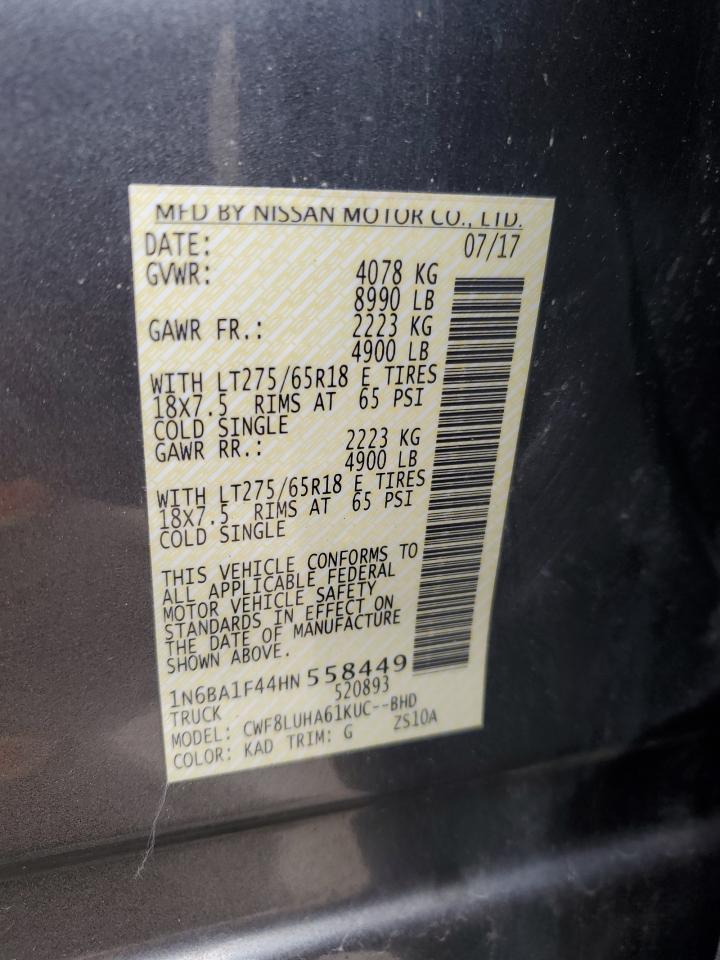 MFD BY NISSAN MOTOR CO., LTD.
DATE: 07/17
GVWR: 4078 KG
8990 LB
GAWR FR.: 2223 KG
4900 LB
WITH LT275/65R18 E TIRES
18X7.5 RIMS AT 65 PSI
COLD SINGLE
GAWR RR.: 2223 KG
4900 LB
WITH LT275/65R18 E TIRES
18X7.5 RIMS AT 65 PSI
COLD SINGLE
THIS VEHICLE CONFORMS TO
ALL APPLICABLE FEDERAL
MOTOR VEHICLE SAFETY
STANDARDS IN EFFECT ON
THE DATE OF MANUFACTURE
SHOWN ABOVE.
1N6BA1F44HN 558449
TRUCK 520893
MODEL: CWF8LUHA61KUC--BHD
COLOR: KAD TRIM: G ZS10A